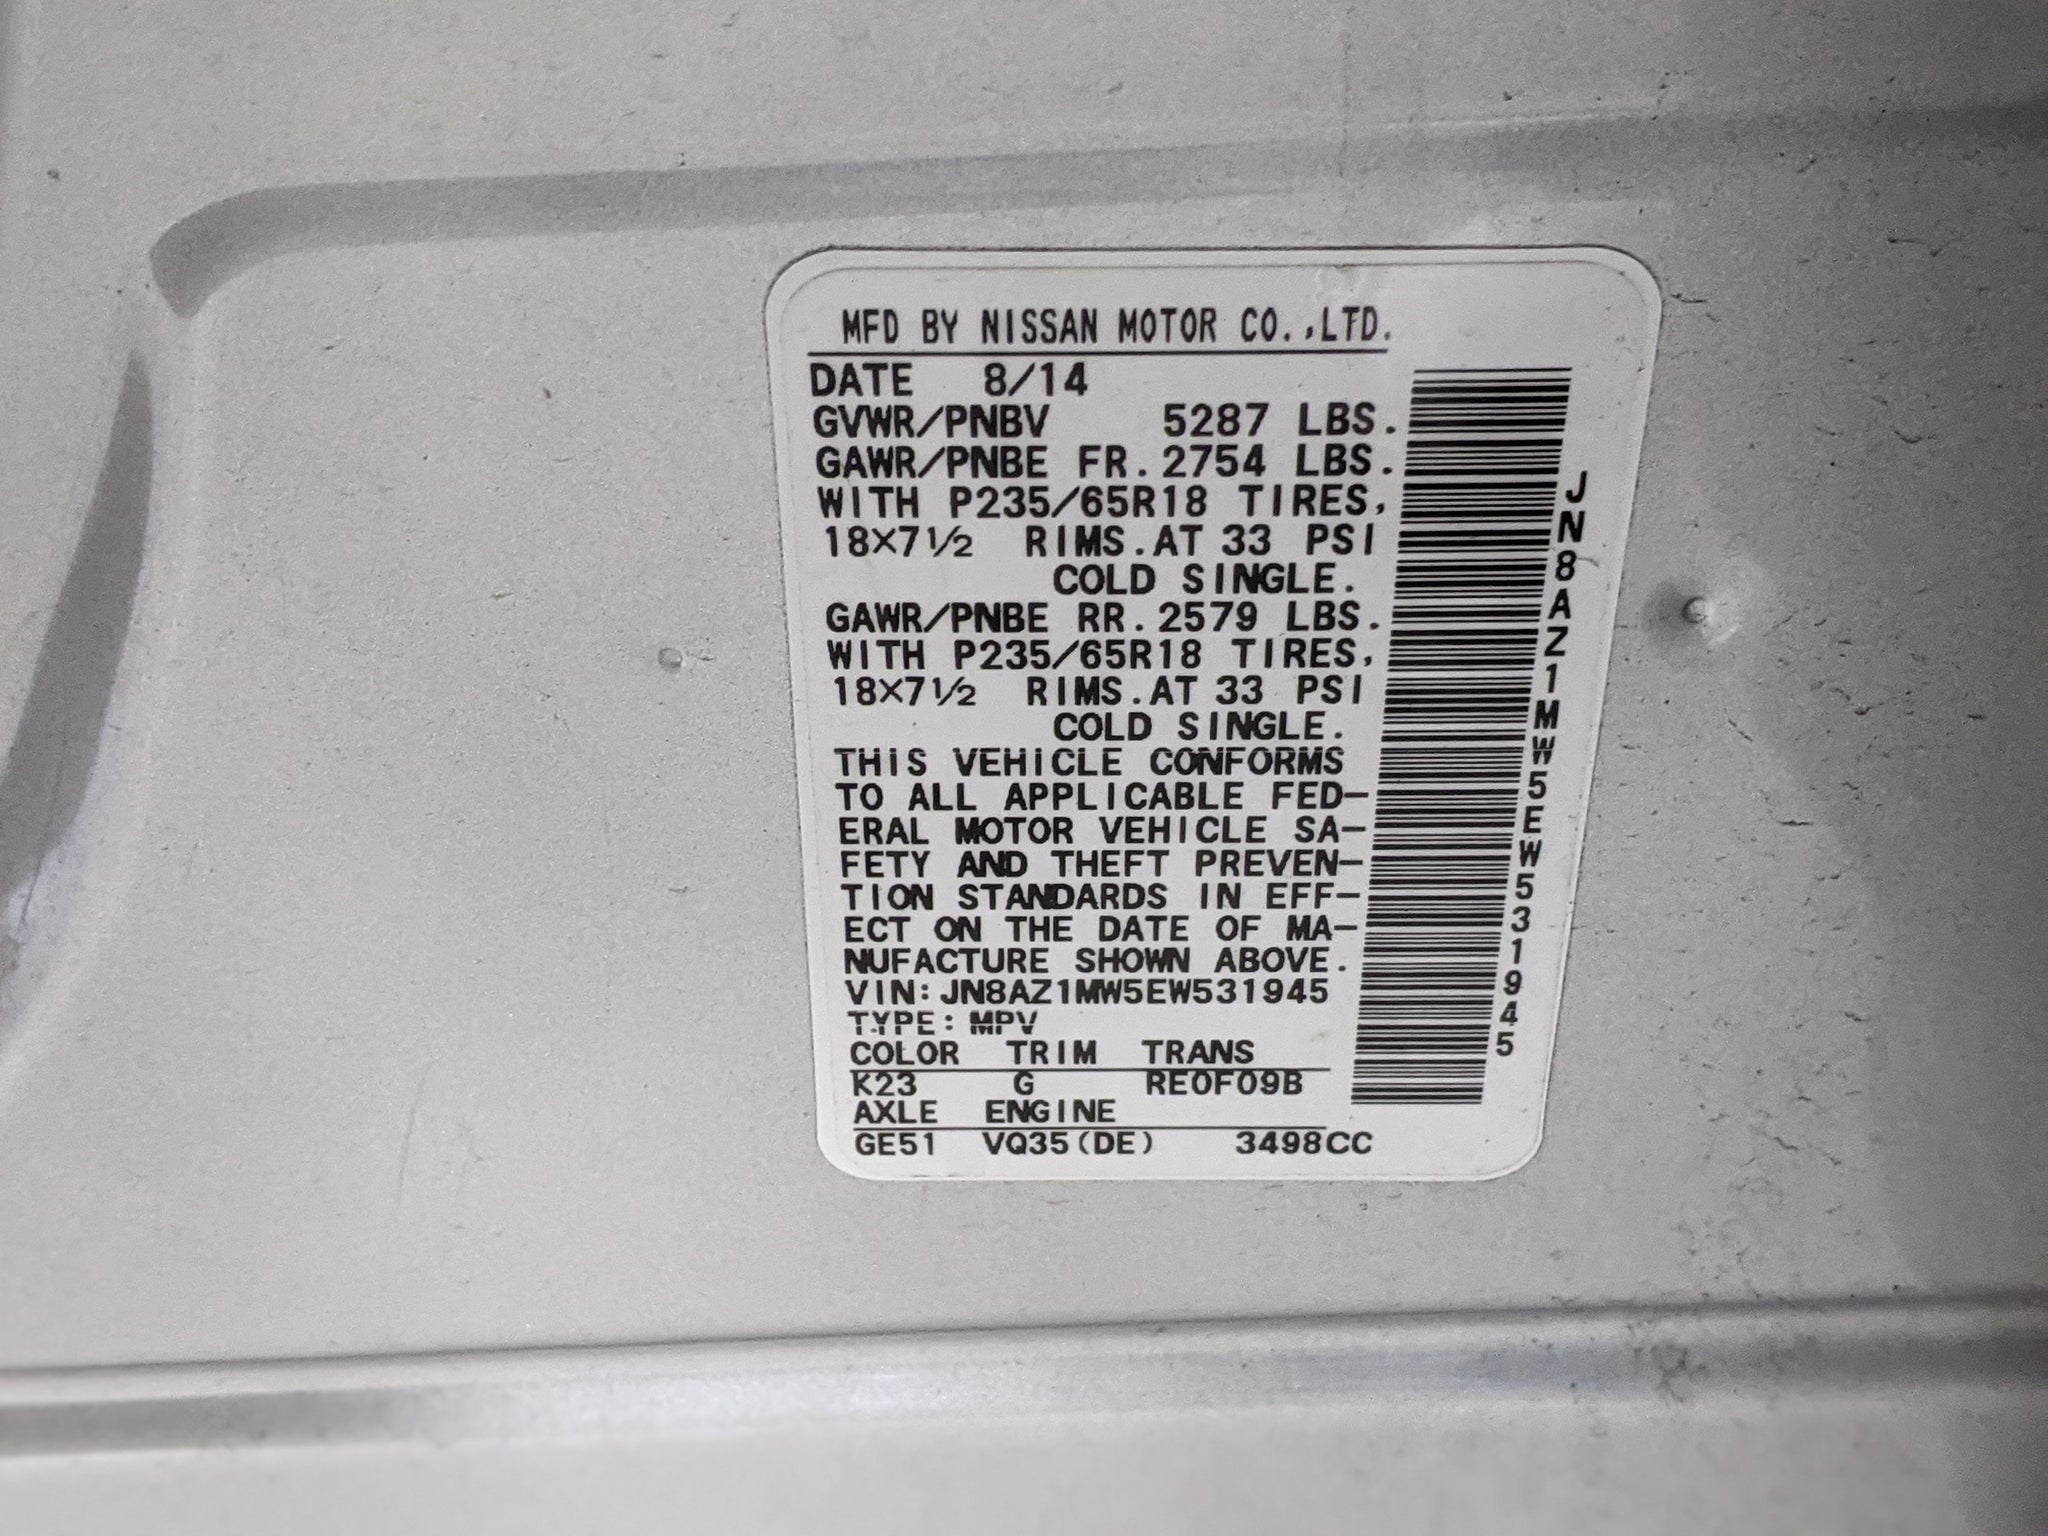 MFD BY NISSAN MOTOR CO.,LTD.
DATE 8/14
GVWR/PNBV 5287 LBS.
GAWR/PNBE FR.2754 LBS.
WITH P235/65R18 TIRES,
18×7½ RIMS.AT 33 PSI
COLD SINGLE.
GAWR/PNBE RR.2579 LBS.
WITH P235/65R18 TIRES,
18×7½ RIMS.AT 33 PSI
COLD SINGLE.
THIS VEHICLE CONFORMS
TO ALL APPLICABLE FED-
ERAL MOTOR VEHICLE SA-
FETY AND THEFT PREVEN-
TION STANDARDS IN EFF-
ECT ON THE DATE OF MA-
NUFACTURE SHOWN ABOVE.
VIN:JN8AZ1MW5EW531945
TYPE:MPV
COLOR TRIM TRANS
K23 G RE0F09B
AXLE ENGINE
GE51 VQ35(DE) 3498CC
JN8AZ1MW5EW531945